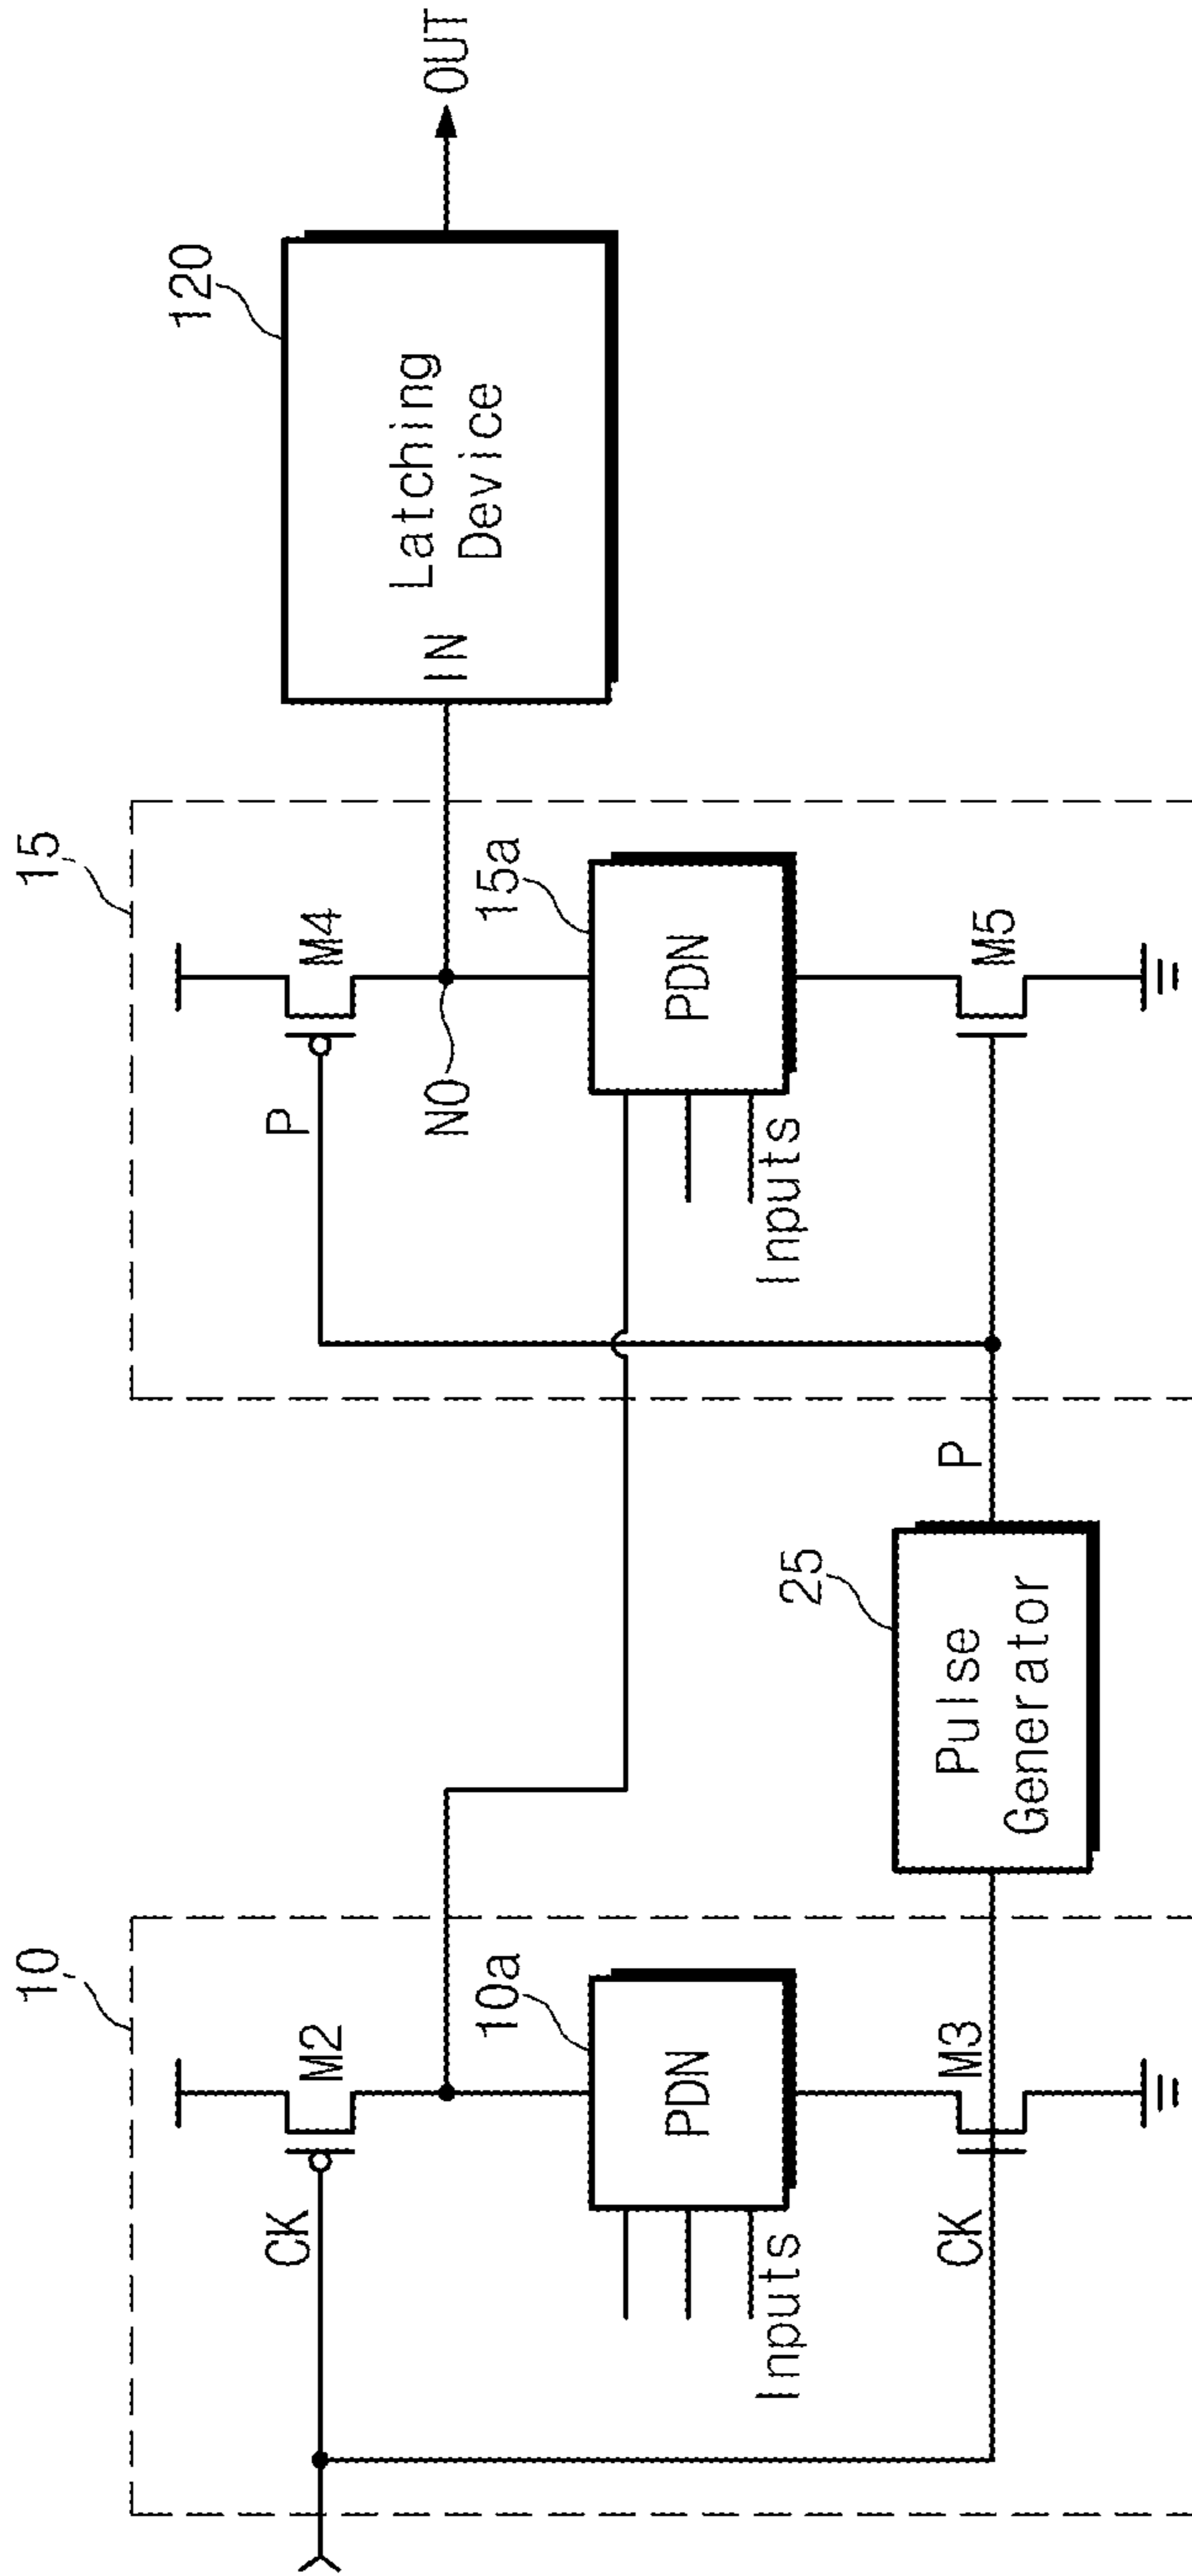 10
CK
M2
10a
PDN
Inputs
CK
M3
25
Pulse
Generator
P
15
P
M4
N0
15a
PDN
Inputs
M5
120
IN
Latching
Device
OUT